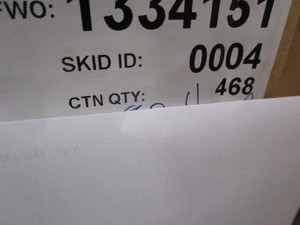 FWO: 1334151
SKID ID: 0004
CTN QTY: 468